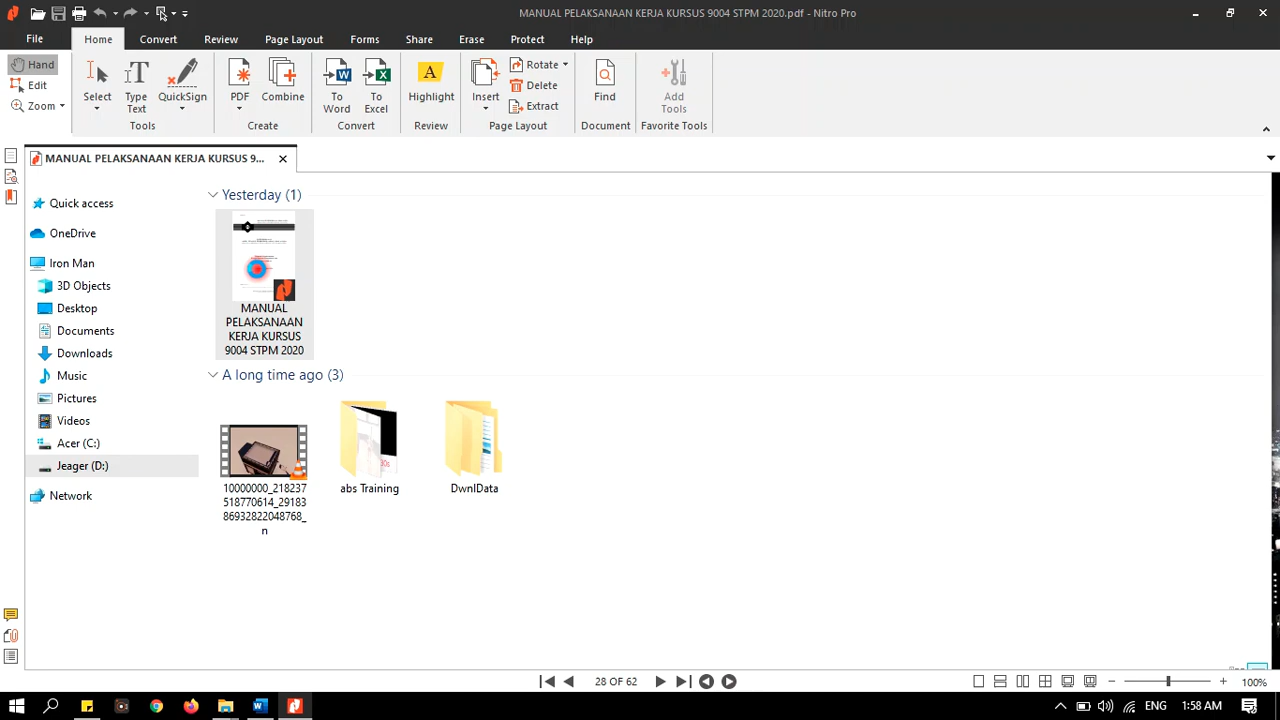 MANUAL PELAKSANAAN KERJA KURSUS 9004 STPM 2020.pdf - Nitro Pro
File Home Convert Review Page Layout Forms Share Erase Protect Help
Hand
Edit
Zoom
Select
Type Text
QuickSign
Tools
PDF
Combine
Create
To Word
To Excel
Convert
Highlight
Review
Insert
Rotate
Delete
Extract
Page Layout
Find
Document
Add Tools
Favorite Tools
MANUAL PELAKSANAAN KERJA KURSUS 9...
Quick access
OneDrive
Iron Man
3D Objects
Desktop
Documents
Downloads
Music
Pictures
Videos
Acer (C:)
Jeager (D:)
Network
Yesterday (1)
MANUAL
PELAKSANAAN
KERJA KURSUS
9004 STPM 2020
A long time ago (3)
10000000_218237
518770614_29183
86932822048768_
n
abs Training
DwnlData
28 OF 62
100%
ENG
1:58 AM